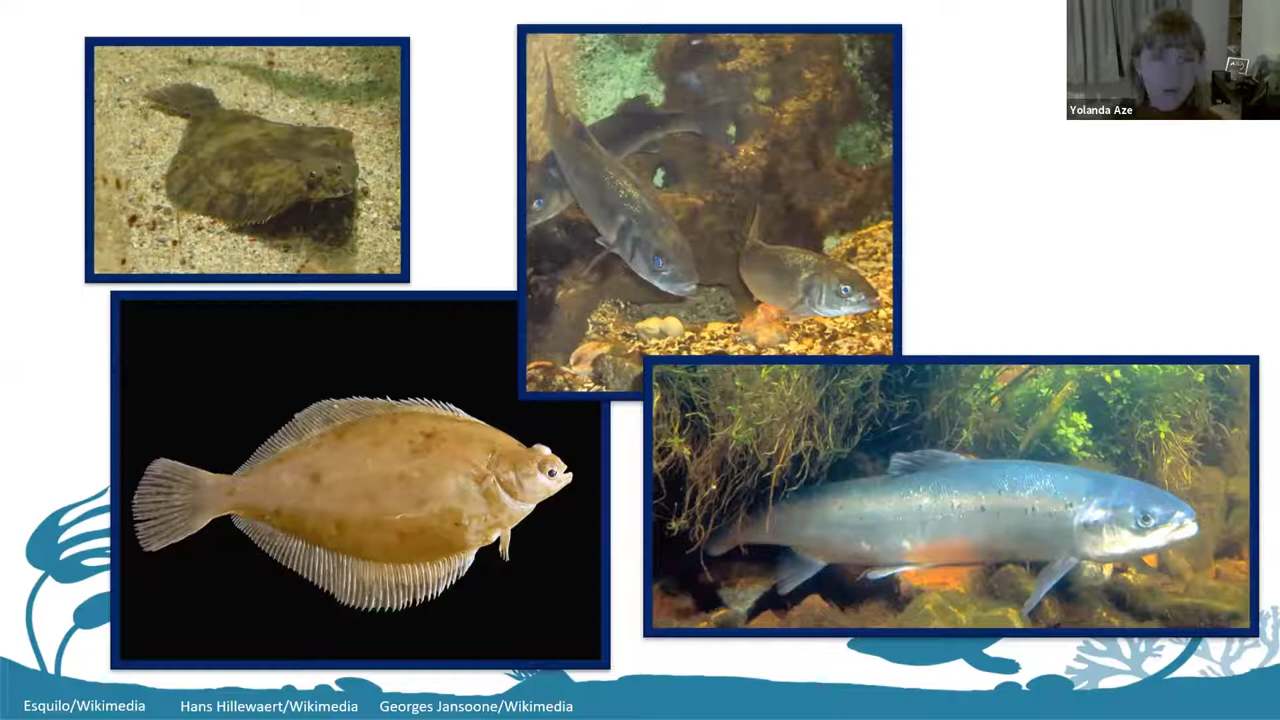 Yolanda Aze
Esquilo/Wikimedia
Hans Hillewaert/Wikimedia
Georges Jansoone/Wikimedia